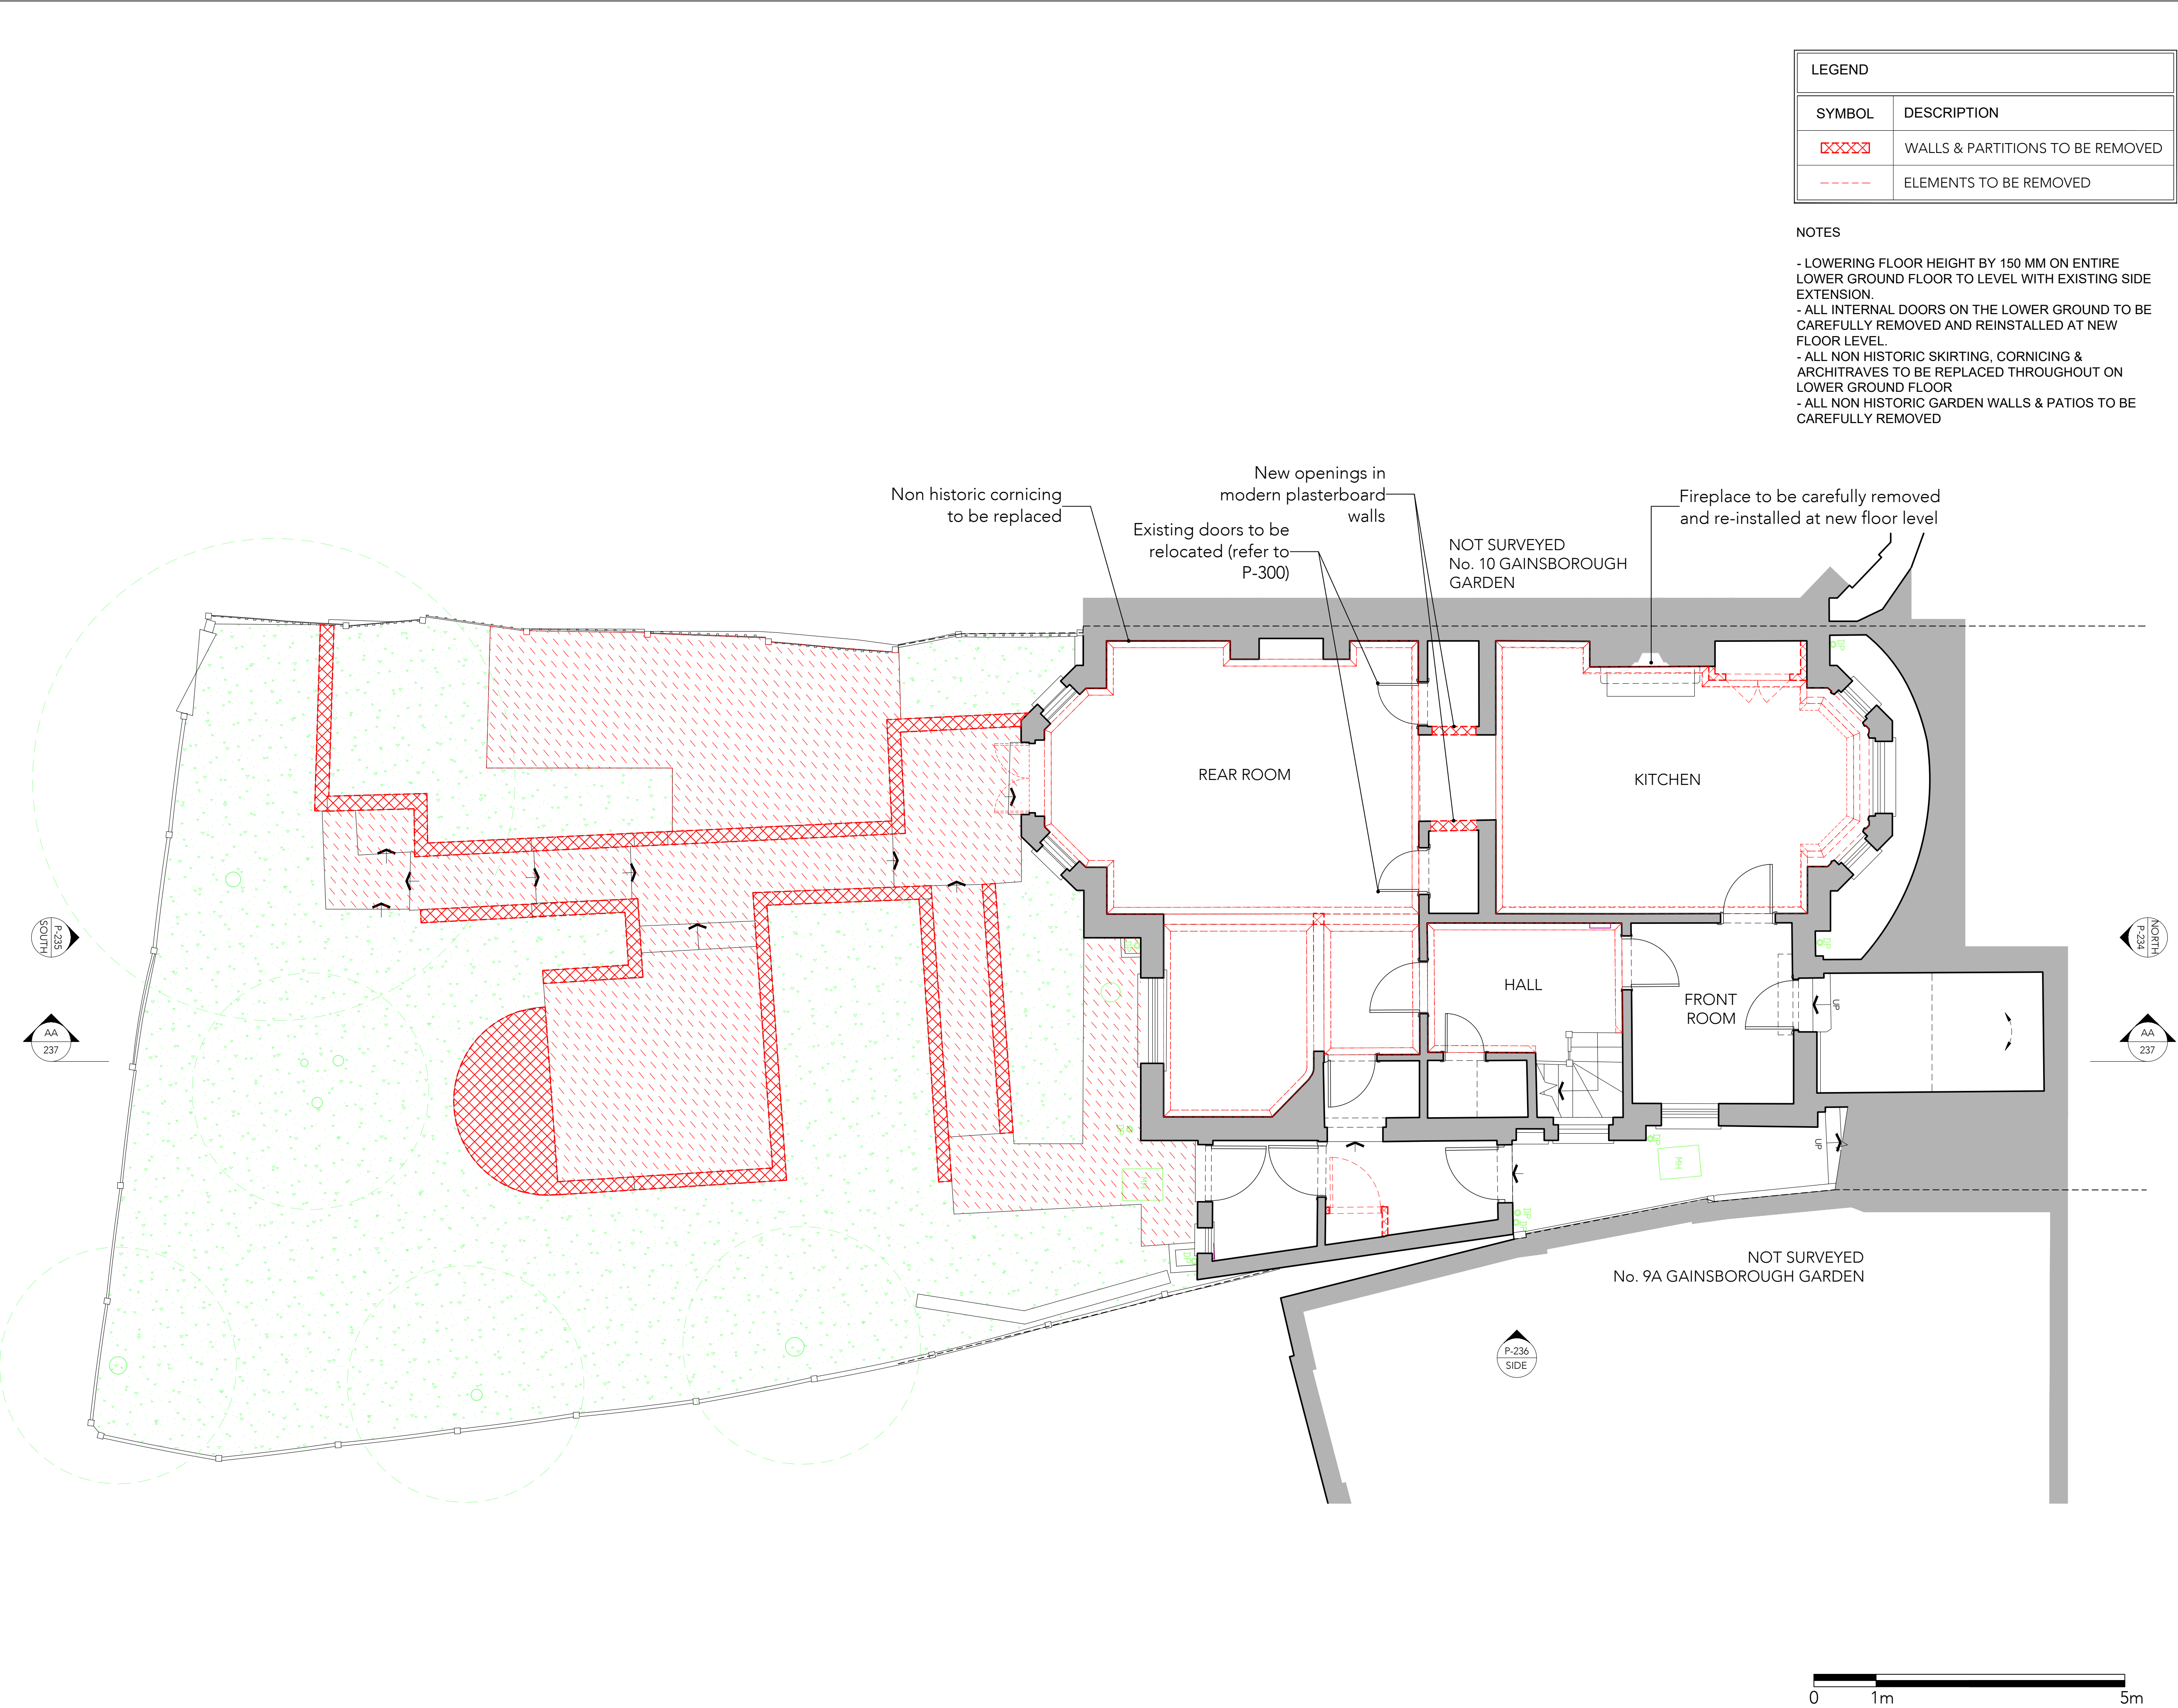 LEGEND
SYMBOL DESCRIPTION
WALLS & PARTITIONS TO BE REMOVED
ELEMENTS TO BE REMOVED
NOTES
- LOWERING FLOOR HEIGHT BY 150 MM ON ENTIRE
LOWER GROUND FLOOR TO LEVEL WITH EXISTING SIDE
EXTENSION.
- ALL INTERNAL DOORS ON THE LOWER GROUND TO BE
CAREFULLY REMOVED AND REINSTALLED AT NEW
FLOOR LEVEL.
- ALL NON HISTORIC SKIRTING, CORNICING &
ARCHITRAVES TO BE REPLACED THROUGHOUT ON
LOWER GROUND FLOOR
- ALL NON HISTORIC GARDEN WALLS & PATIOS TO BE
CAREFULLY REMOVED
Non historic cornicing
to be replaced
New openings in
modern plasterboard
walls
Existing doors to be
relocated (refer to
P-300)
Fireplace to be carefully removed
and re-installed at new floor level
NOT SURVEYED
No. 10 GAINSBOROUGH
GARDEN
REAR ROOM
KITCHEN
HALL
FRONT
ROOM
UP
UP
MH
P-235
SOUTH
NORTH
P-234
AA
237
AA
237
NOT SURVEYED
No. 9A GAINSBOROUGH GARDEN
P-236
SIDE
0 1m 5m